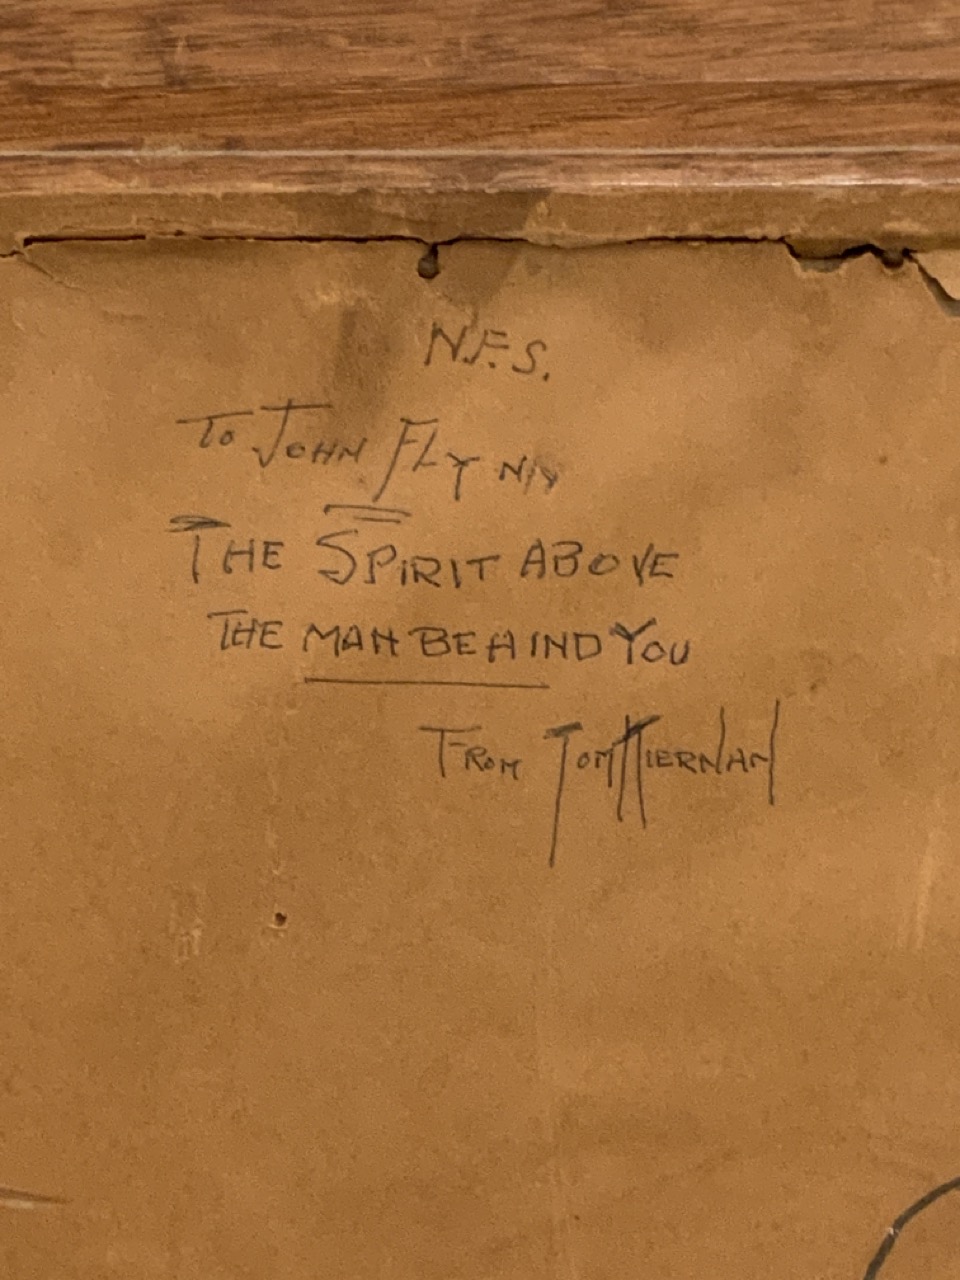 N.F.S.
TO JOHN FLYNN
THE SPIRIT ABOVE
THE MAN BEHIND YOU
FROM TOM KIERNAN